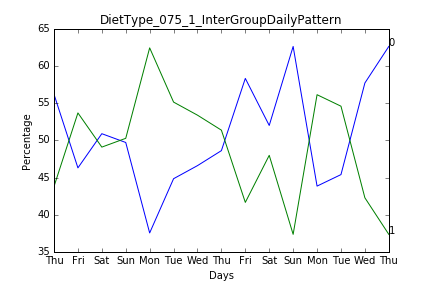 DietType_075_1_InterGroupDailyPattern
Percentage
65
60
55
50
45
40
35
0
1
Thu Fri Sat Sun Mon Tue Wed Thu Fri Sat Sun Mon Tue Wed Thu
Days